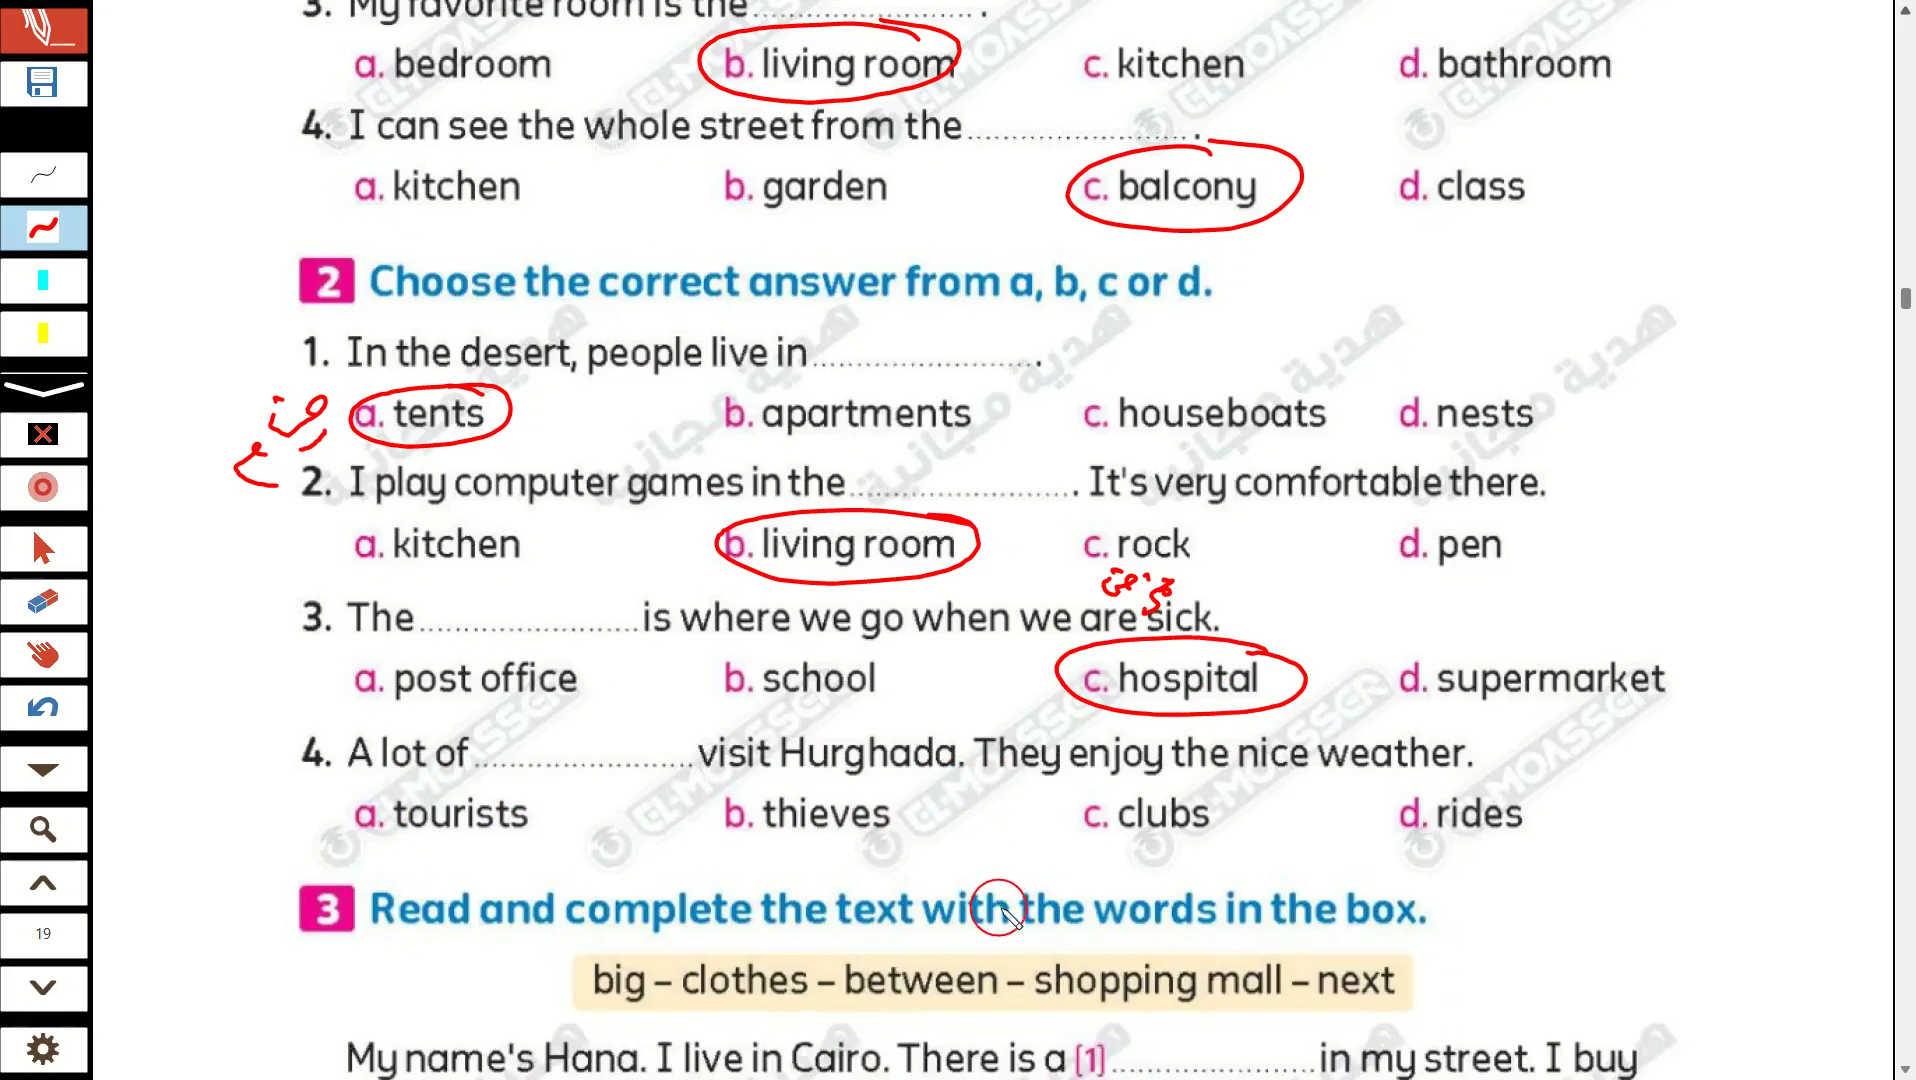 3. My favorite room is the ........................ .
a. bedroom b. living room c. kitchen d. bathroom
4. I can see the whole street from the ........................ .
a. kitchen b. garden c. balcony d. class
2 Choose the correct answer from a, b, c or d.
1. In the desert, people live in ........................ .
a. tents b. apartments c. houseboats d. nests
2. I play computer games in the ........................ . It's very comfortable there.
a. kitchen b. living room c. rock d. pen
3. The ........................ is where we go when we are sick.
a. post office b. school c. hospital d. supermarket
4. A lot of ........................ visit Hurghada. They enjoy the nice weather.
a. tourists b. thieves c. clubs d. rides
3 Read and complete the text with the words in the box.
big – clothes – between – shopping mall – next
My name's Hana. I live in Cairo. There is a [1] ........................ in my street. I buy
19
هدية مجانية
ELMOASSER